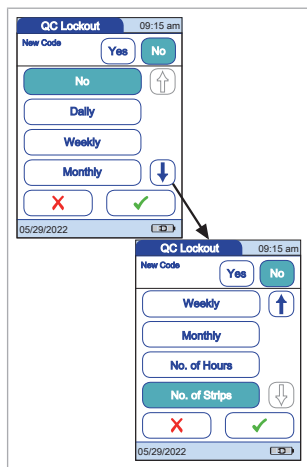 QC Lockout 09:15 am
New Code Yes No
No
Daily
Weekly
Monthly
05/29/2022
QC Lockout 09:15 am
New Code Yes No
Weekly
Monthly
No. of Hours
No. of Strips
05/29/2022